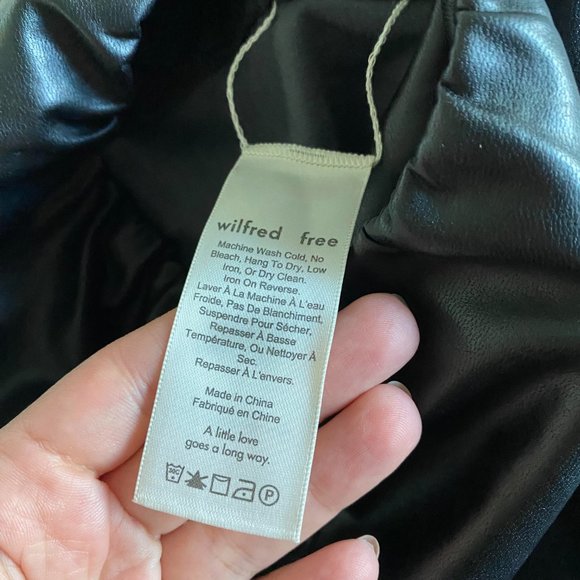 wilfred free
Machine Wash Cold, No
Bleach, Hang To Dry, Low
Iron, Or Dry Clean.
Iron On Reverse.
Laver À La Machine À L'eau
Froide, Pas De Blanchiment,
Suspendre Pour Sécher,
Repasser À Basse
Température, Ou Nettoyer À
Sec.
Repasser À L'envers.
Made in China
Fabriqué en Chine
A little love
goes a long way.
30C P